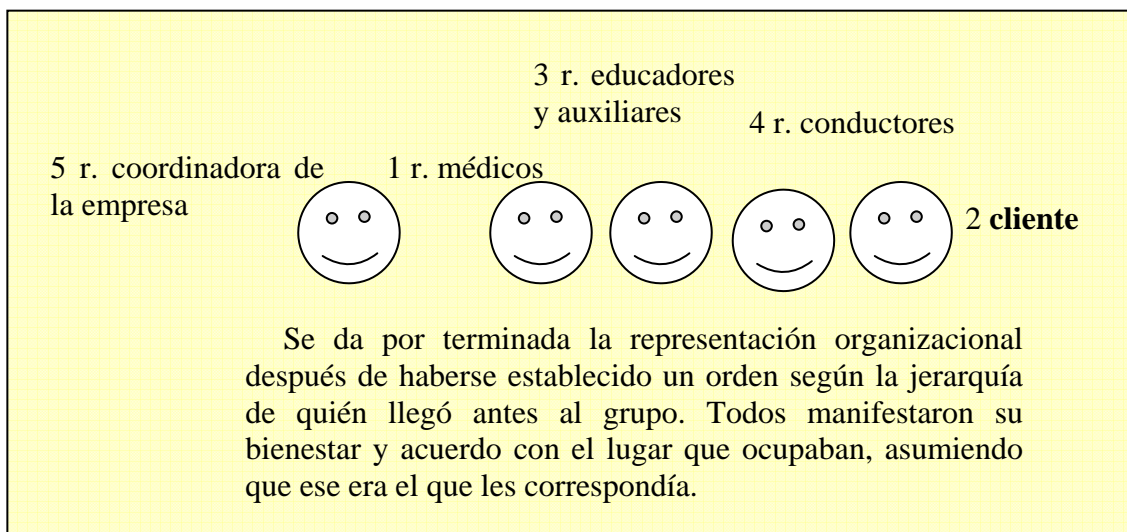 3 r. educadores
y auxiliares
4 r. conductores
5 r. coordinadora de
la empresa
1 r. médicos
2 cliente
Se da por terminada la representación organizacional
después de haberse establecido un orden según la jerarquía
de quién llegó antes al grupo. Todos manifestaron su
bienestar y acuerdo con el lugar que ocupaban, asumiendo
que ese era el que les correspondía.